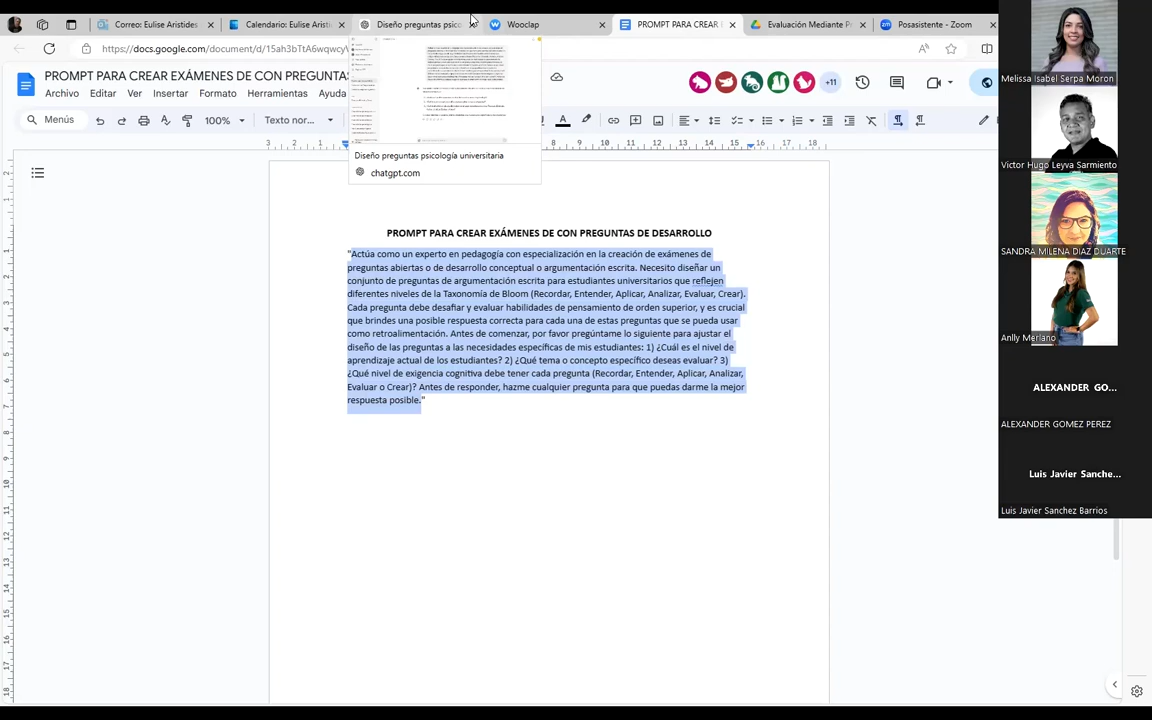 Correo: Eulise Aristides
Calendario: Eulise Aristi
Diseño preguntas psico
Wooclap
PROMPT PARA CREAR
Evaluación Mediante Pr
Posasistente - Zoom
https://docs.google.com/document/d/15ah3bTtA6wqwcyV
PROMPT PARA CREAR EXÁMENES DE CON PREGUNTAS
Archivo Editar Ver Insertar Formato Herramientas Ayuda
+11
Menús
100%
Texto nor...
Diseño preguntas psicología universitaria
chatgpt.com
PROMPT PARA CREAR EXÁMENES DE CON PREGUNTAS DE DESARROLLO
"Actúa como un experto en pedagogía con especialización en la creación de exámenes de
preguntas abiertas o de desarrollo conceptual o argumentación escrita. Necesito diseñar un
conjunto de preguntas de argumentación escrita para estudiantes universitarios que reflejen
diferentes niveles de la Taxonomía de Bloom (Recordar, Entender, Aplicar, Analizar, Evaluar, Crear).
Cada pregunta debe desafiar y evaluar habilidades de pensamiento de orden superior, y es crucial
que brindes una posible respuesta correcta para cada una de estas preguntas que se pueda usar
como retroalimentación. Antes de comenzar, por favor pregúntame lo siguiente para ajustar el
diseño de las preguntas a las necesidades específicas de mis estudiantes: 1) ¿Cuál es el nivel de
aprendizaje actual de los estudiantes? 2) ¿Qué tema o concepto específico deseas evaluar? 3)
¿Qué nivel de exigencia cognitiva debe tener cada pregunta (Recordar, Entender, Aplicar, Analizar,
Evaluar o Crear)? Antes de responder, hazme cualquier pregunta para que puedas darme la mejor
respuesta posible."
Melissa Isabel Serpa Moron
Victor Hugo Leyva Sarmiento
SANDRA MILENA DIAZ DUARTE
Anlly Merlano
ALEXANDER GO...
ALEXANDER GOMEZ PEREZ
Luis Javier Sanche...
Luis Javier Sanchez Barrios